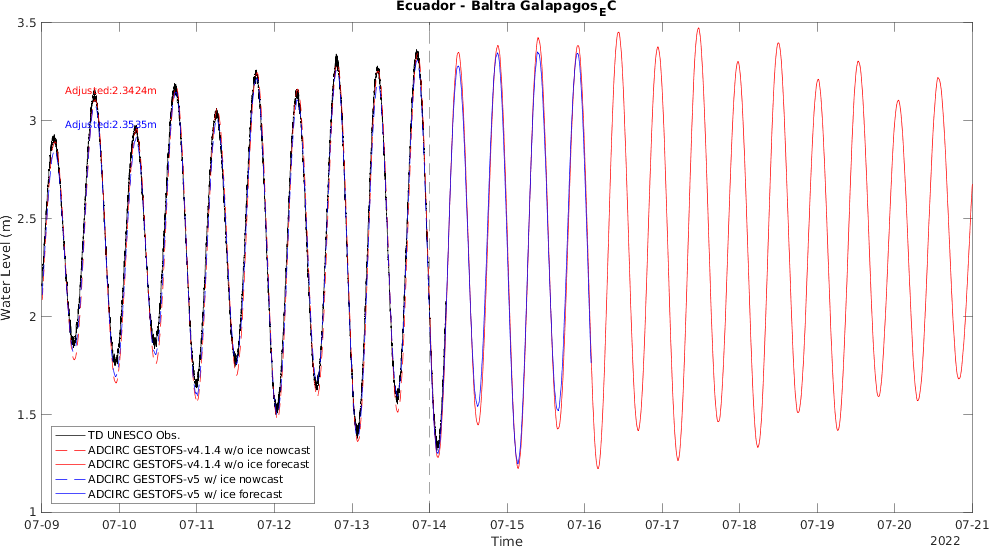 Ecuador - Baltra Galapagos_EC
3.5
3
2.5
2
1.5
1
Water Level (m)
Adjusted:2.3424m
Adjusted:2.3535m
TD UNESCO Obs.
ADCIRC GESTOFS-v4.1.4 w/o ice nowcast
ADCIRC GESTOFS-v4.1.4 w/o ice forecast
ADCIRC GESTOFS-v5 w/ ice nowcast
ADCIRC GESTOFS-v5 w/ ice forecast
07-09 07-10 07-11 07-12 07-13 07-14 07-15 07-16 07-17 07-18 07-19 07-20 07-21
Time
2022